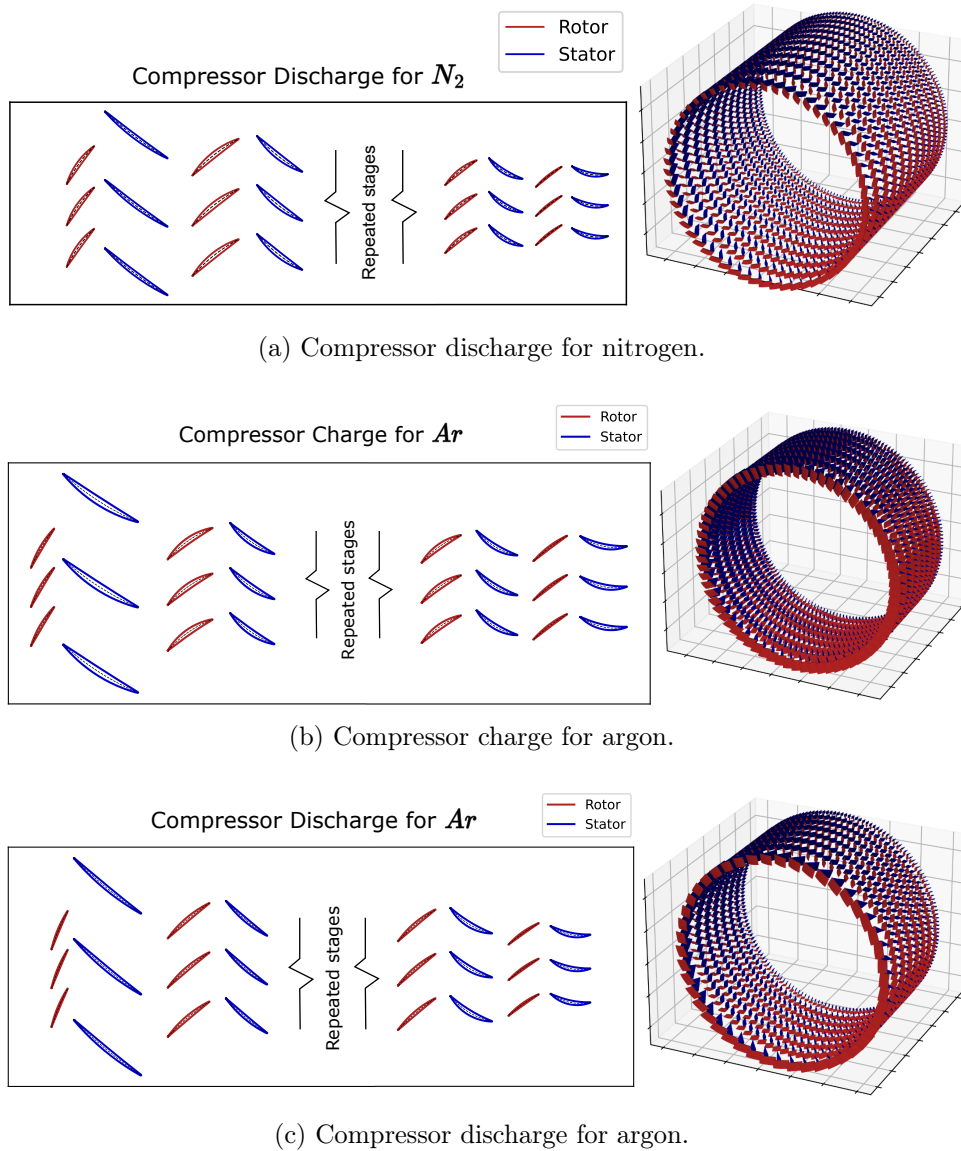 Rotor
Stator
Compressor Discharge for N2
Repeated stages
(a) Compressor discharge for nitrogen.
Compressor Charge for Ar
Rotor
Stator
Repeated stages
(b) Compressor charge for argon.
Compressor Discharge for Ar
Rotor
Stator
Repeated stages
(c) Compressor discharge for argon.